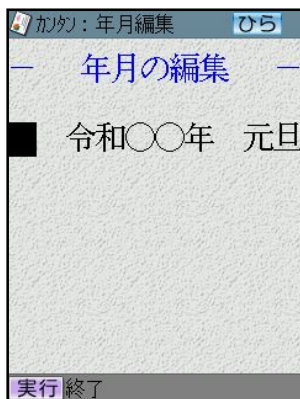 ｶﾝﾀﾝ：年月編集 ひら
－ 年月の編集 －
■ 令和○○年 元旦
実行 終了